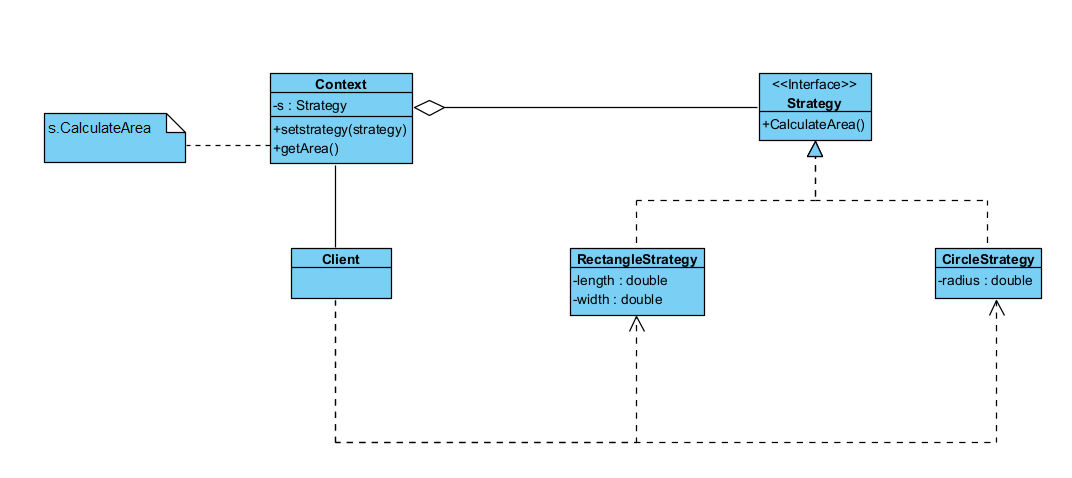 s.CalculateArea
Context
-s : Strategy
+setstrategy(strategy)
+getArea()
<<Interface>>
Strategy
+CalculateArea()
Client
RectangleStrategy
-length : double
-width : double
CircleStrategy
-radius : double